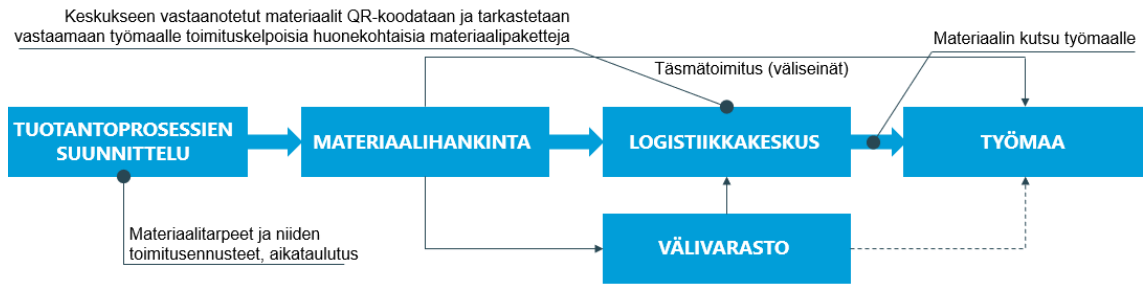 Keskukseen vastaanotetut materiaalit QR-koodataan ja tarkastetaan
vastaamaan työmaalle toimituskelpoisia huonekohtaisia materiaalipaketteja
Materiaalin kutsu työmaalle
Täsmätoimitus (väliseinät)
TUOTANTOPROSESSIEN
SUUNNITTELU
MATERIAALIHANKINTA
LOGISTIIKKAKESKUS
TYÖMAA
Materiaalitarpeet ja niiden
toimitusennusteet, aikataulutus
VÄLIVARASTO